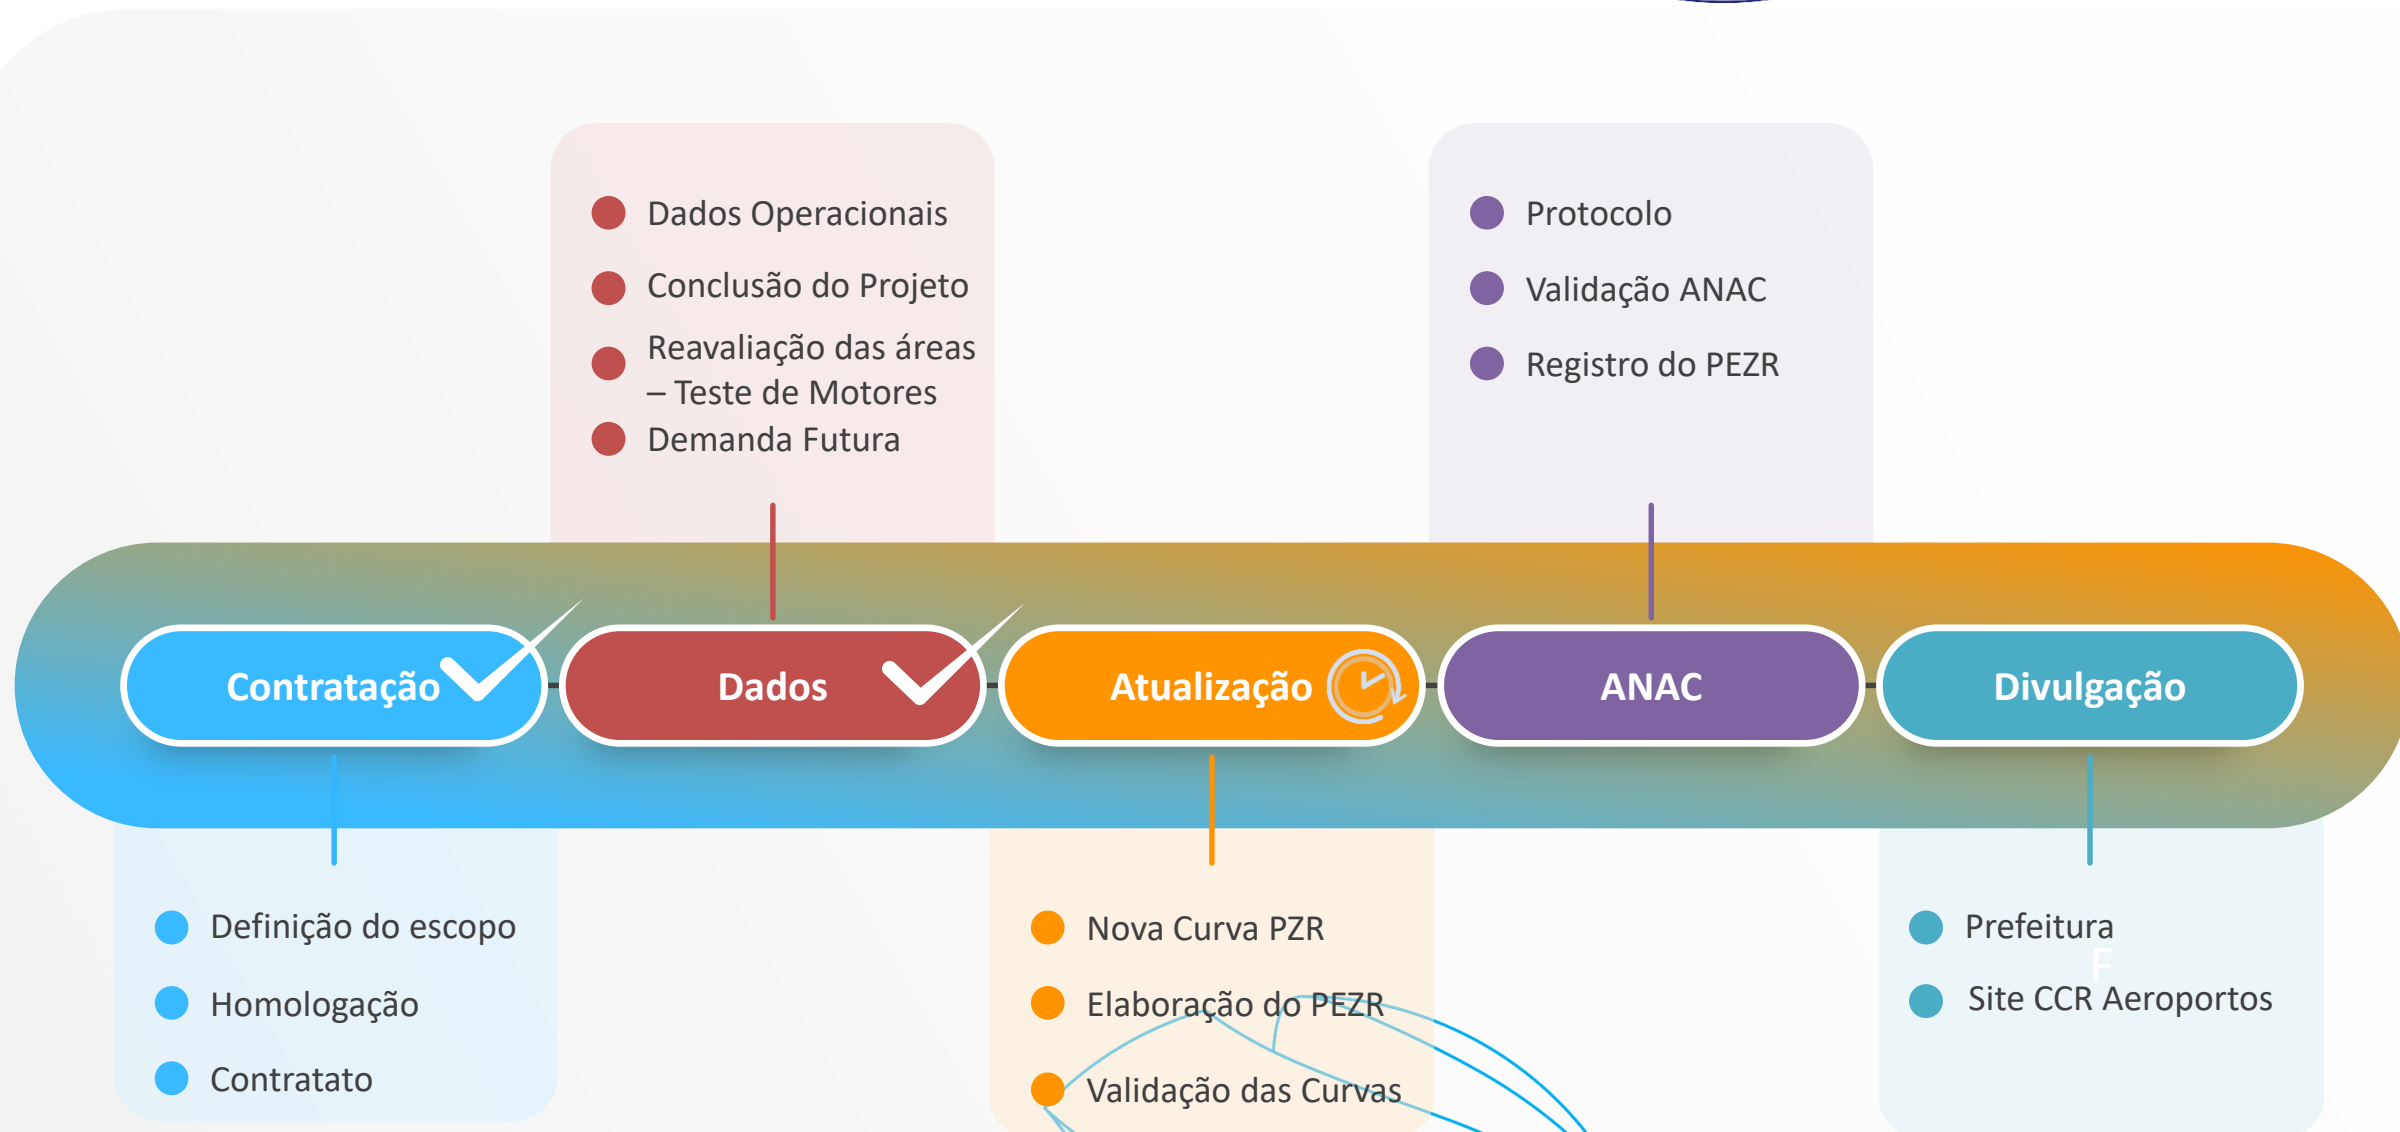 Dados Operacionais
Conclusão do Projeto
Reavaliação das áreas
– Teste de Motores
Demanda Futura
Protocolo
Validação ANAC
Registro do PEZR
Contratação
Dados
Atualização
ANAC
Divulgação
Definição do escopo
Homologação
Contratato
Nova Curva PZR
Elaboração do PEZR
Validação das Curvas
Prefeitura
F
Site CCR Aeroportos